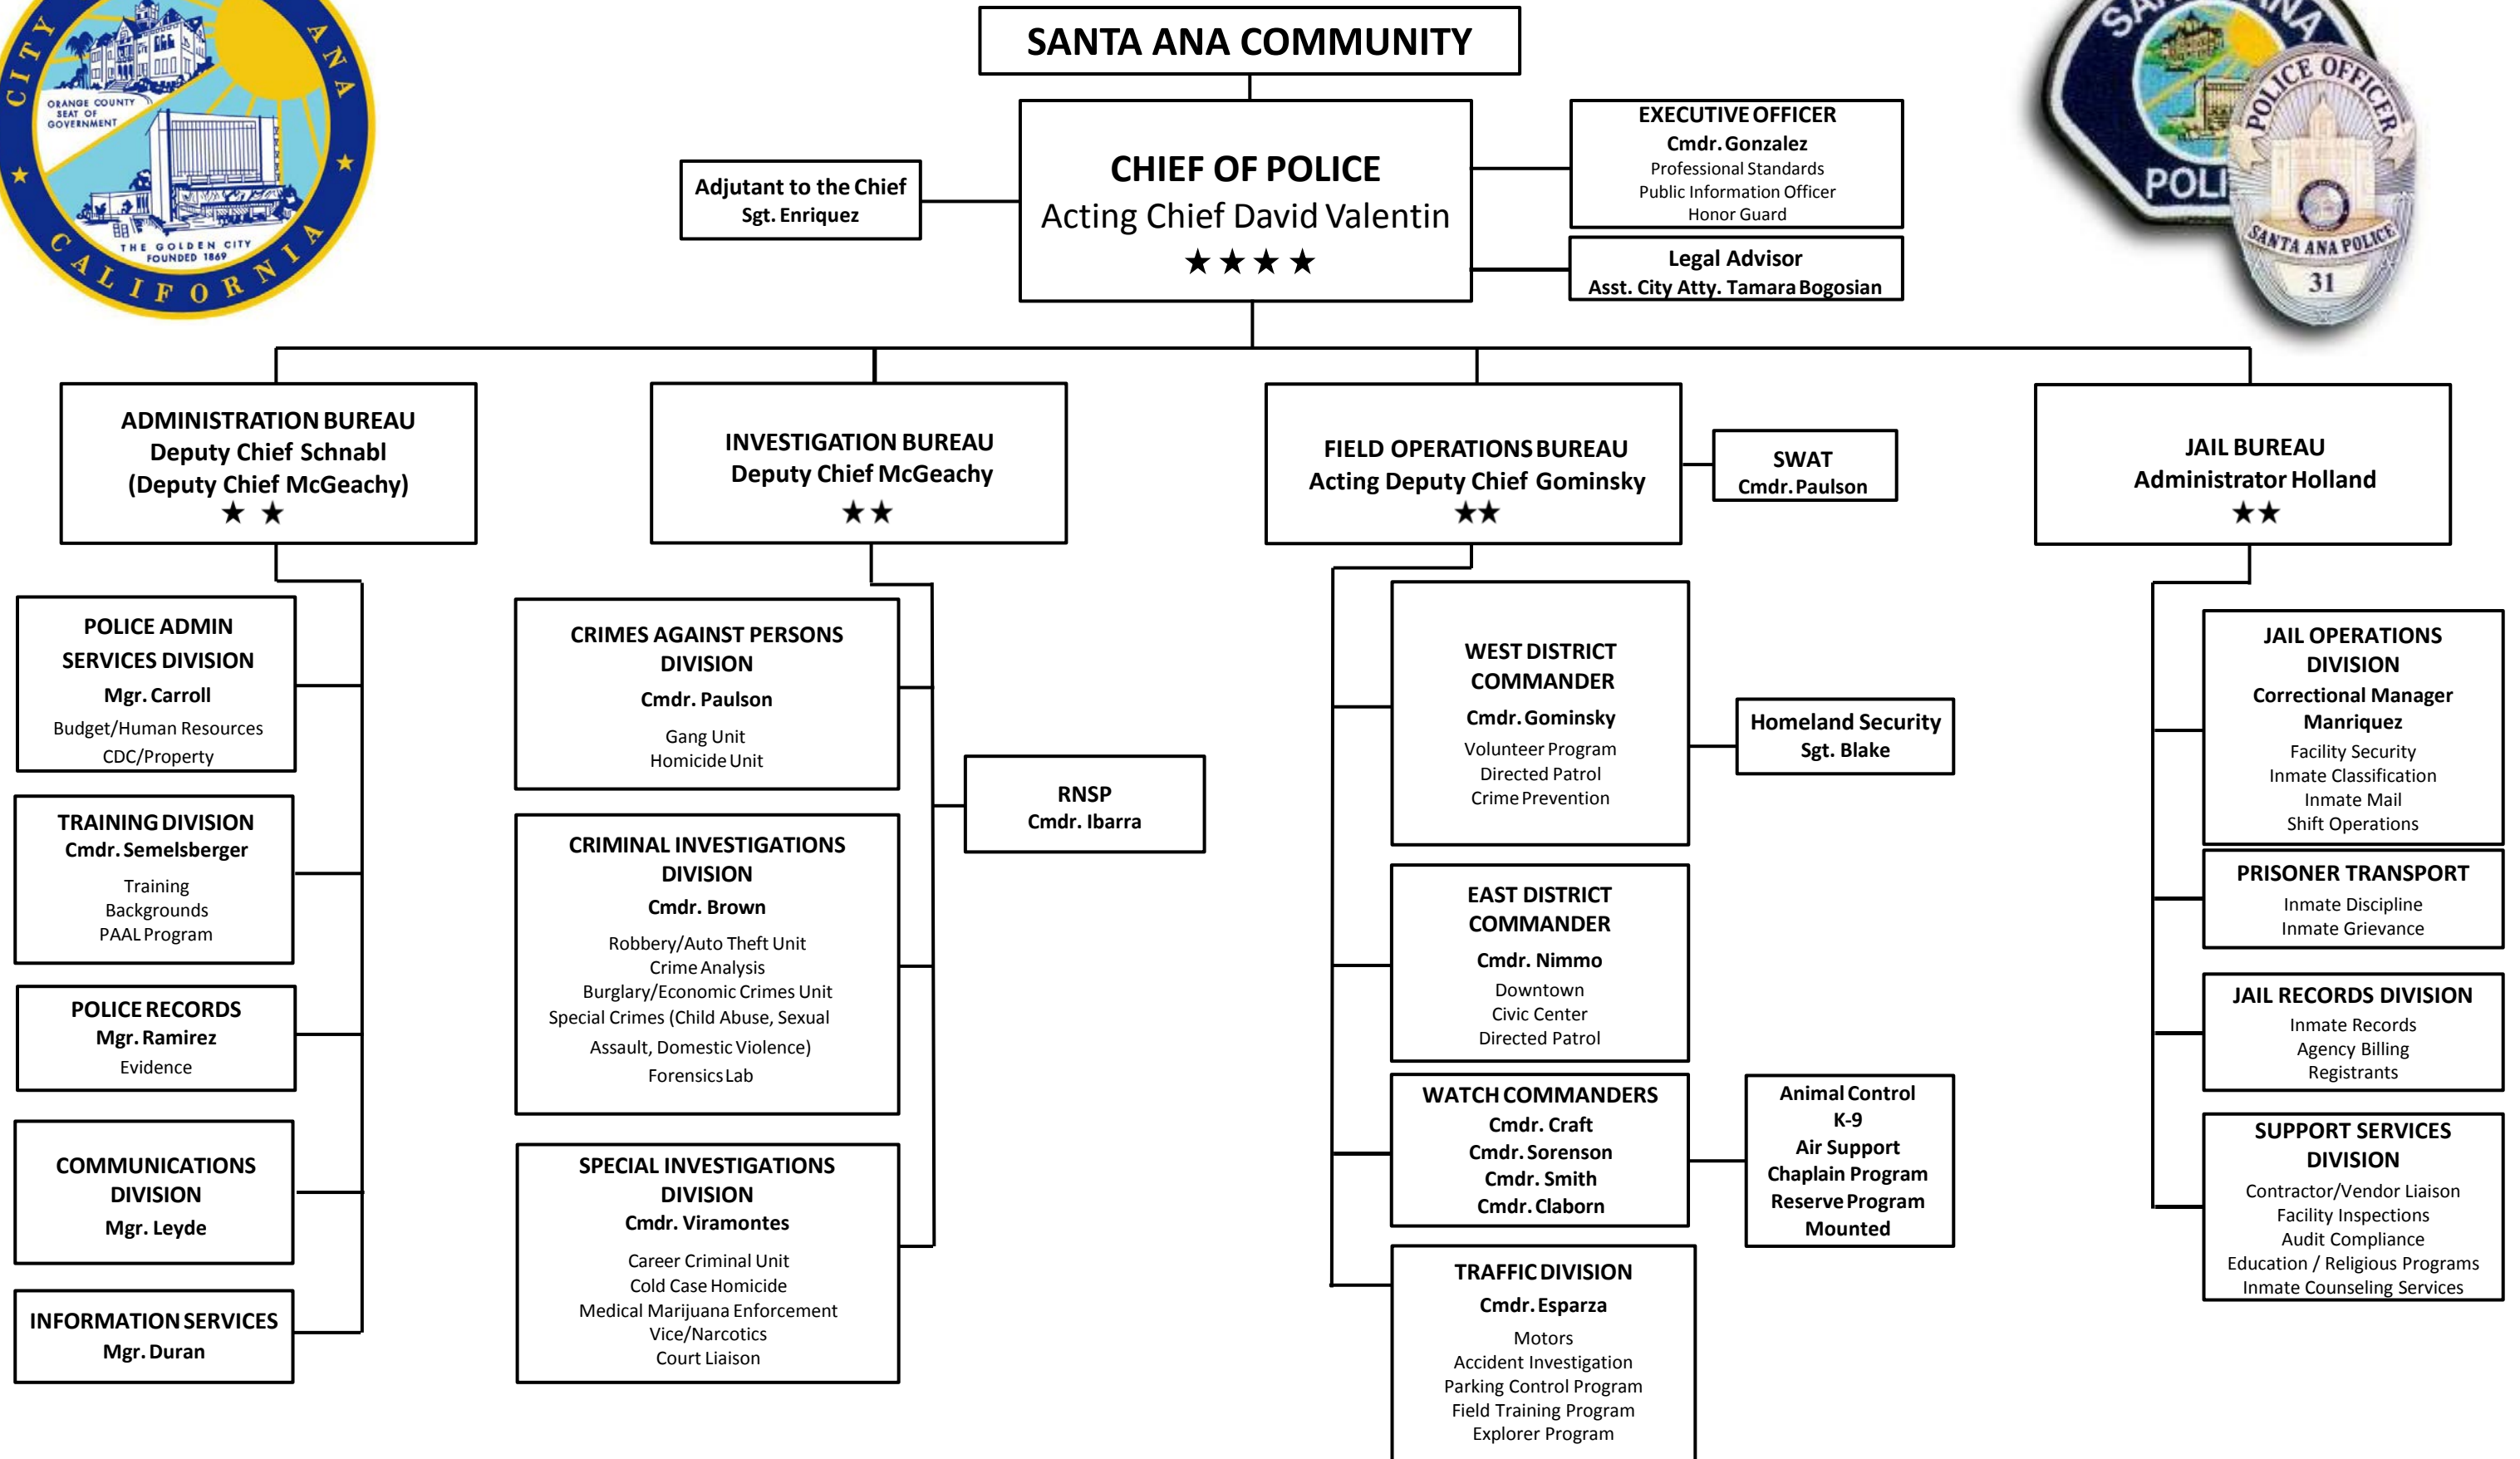 CITY
ANA
CALIFORNIA
ORANGE COUNTY
SEAT OF
GOVERNMENT
THE GOLDEN CITY
FOUNDED 1869
SANTA ANA COMMUNITY
CHIEF OF POLICE
Acting Chief David Valentin
Adjutant to the Chief
Sgt. Enriquez
EXECUTIVE OFFICER
Cmdr. Gonzalez
Professional Standards
Public Information Officer
Honor Guard
Legal Advisor
Asst. City Atty. Tamara Bogosian
POLICE OFFICER
SANTA ANA POLICE
31
ADMINISTRATION BUREAU
Deputy Chief Schnabl
(Deputy Chief McGeachy)
INVESTIGATION BUREAU
Deputy Chief McGeachy
FIELD OPERATIONS BUREAU
Acting Deputy Chief Gominsky
SWAT
Cmdr. Paulson
JAIL BUREAU
Administrator Holland
POLICE ADMIN
SERVICES DIVISION
Mgr. Carroll
Budget/Human Resources
CDC/Property
TRAINING DIVISION
Cmdr. Semelsberger
Training
Backgrounds
PAAL Program
POLICE RECORDS
Mgr. Ramirez
Evidence
COMMUNICATIONS
DIVISION
Mgr. Leyde
INFORMATION SERVICES
Mgr. Duran
CRIMES AGAINST PERSONS
DIVISION
Cmdr. Paulson
Gang Unit
Homicide Unit
CRIMINAL INVESTIGATIONS
DIVISION
Cmdr. Brown
Robbery/Auto Theft Unit
Crime Analysis
Burglary/Economic Crimes Unit
Special Crimes (Child Abuse, Sexual
Assault, Domestic Violence)
Forensics Lab
SPECIAL INVESTIGATIONS
DIVISION
Cmdr. Viramontes
Career Criminal Unit
Cold Case Homicide
Medical Marijuana Enforcement
Vice/Narcotics
Court Liaison
RNSP
Cmdr. Ibarra
WEST DISTRICT
COMMANDER
Cmdr. Gominsky
Volunteer Program
Directed Patrol
Crime Prevention
Homeland Security
Sgt. Blake
EAST DISTRICT
COMMANDER
Cmdr. Nimmo
Downtown
Civic Center
Directed Patrol
WATCH COMMANDERS
Cmdr. Craft
Cmdr. Sorenson
Cmdr. Smith
Cmdr. Claborn
Animal Control
K-9
Air Support
Chaplain Program
Reserve Program
Mounted
TRAFFIC DIVISION
Cmdr. Esparza
Motors
Accident Investigation
Parking Control Program
Field Training Program
Explorer Program
JAIL OPERATIONS
DIVISION
Correctional Manager
Manriquez
Facility Security
Inmate Classification
Inmate Mail
Shift Operations
PRISONER TRANSPORT
Inmate Discipline
Inmate Grievance
JAIL RECORDS DIVISION
Inmate Records
Agency Billing
Registrants
SUPPORT SERVICES
DIVISION
Contractor/Vendor Liaison
Facility Inspections
Audit Compliance
Education / Religious Programs
Inmate Counseling Services